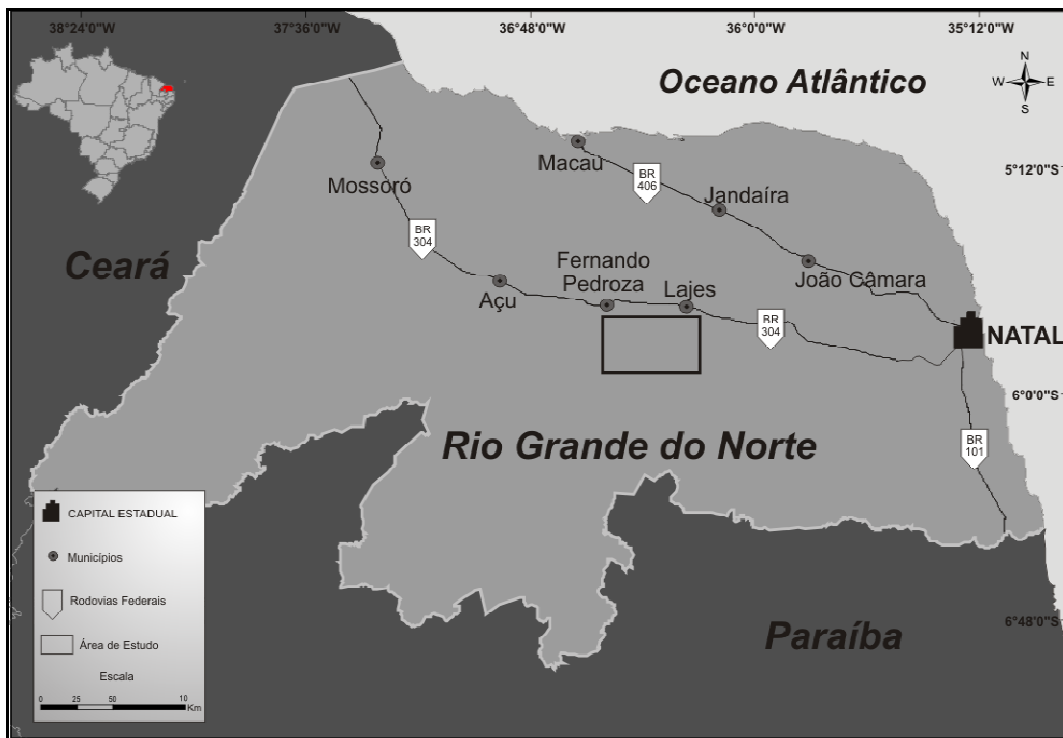 38°24'0"W
37°36'0"W
36°48'0"W
36°0'0"W
35°12'0"W
N
W
E
S
Oceano Atlântico
Macau
5°12'0"S
BR
406
Mossoró
Jandaíra
BR
304
Ceará
Fernando
Pedroza
Lajes
João Câmara
Açu
BR
304
NATAL
6°0'0"S
Rio Grande do Norte
BR
101
CAPITAL ESTADUAL
Municípios
Rodovias Federais
6°48'0"S
Paraíba
Área de Estudo
Escala
0 25 50 10
Km